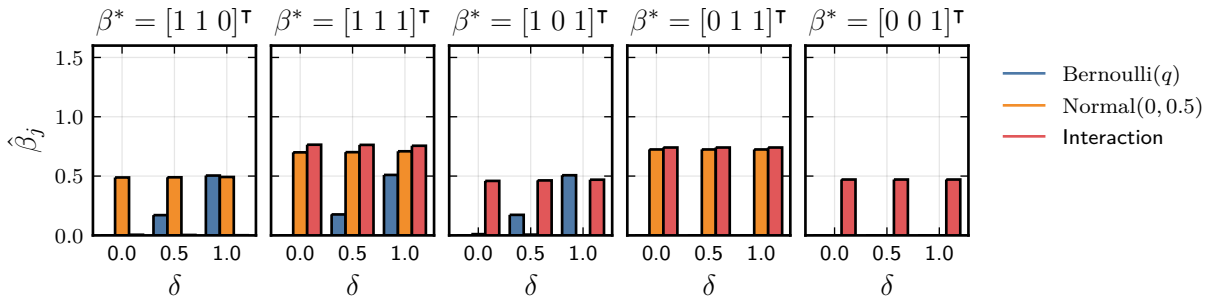 β* = [1 1 0]ᵀ β* = [1 1 1]ᵀ β* = [1 0 1]ᵀ β* = [0 1 1]ᵀ β* = [0 0 1]ᵀ
1.5
1.0
0.5
0.0
β̂ⱼ
0.0 0.5 1.0 0.0 0.5 1.0 0.0 0.5 1.0 0.0 0.5 1.0 0.0 0.5 1.0
δ δ δ δ δ
Bernoulli(q)
Normal(0, 0.5)
Interaction